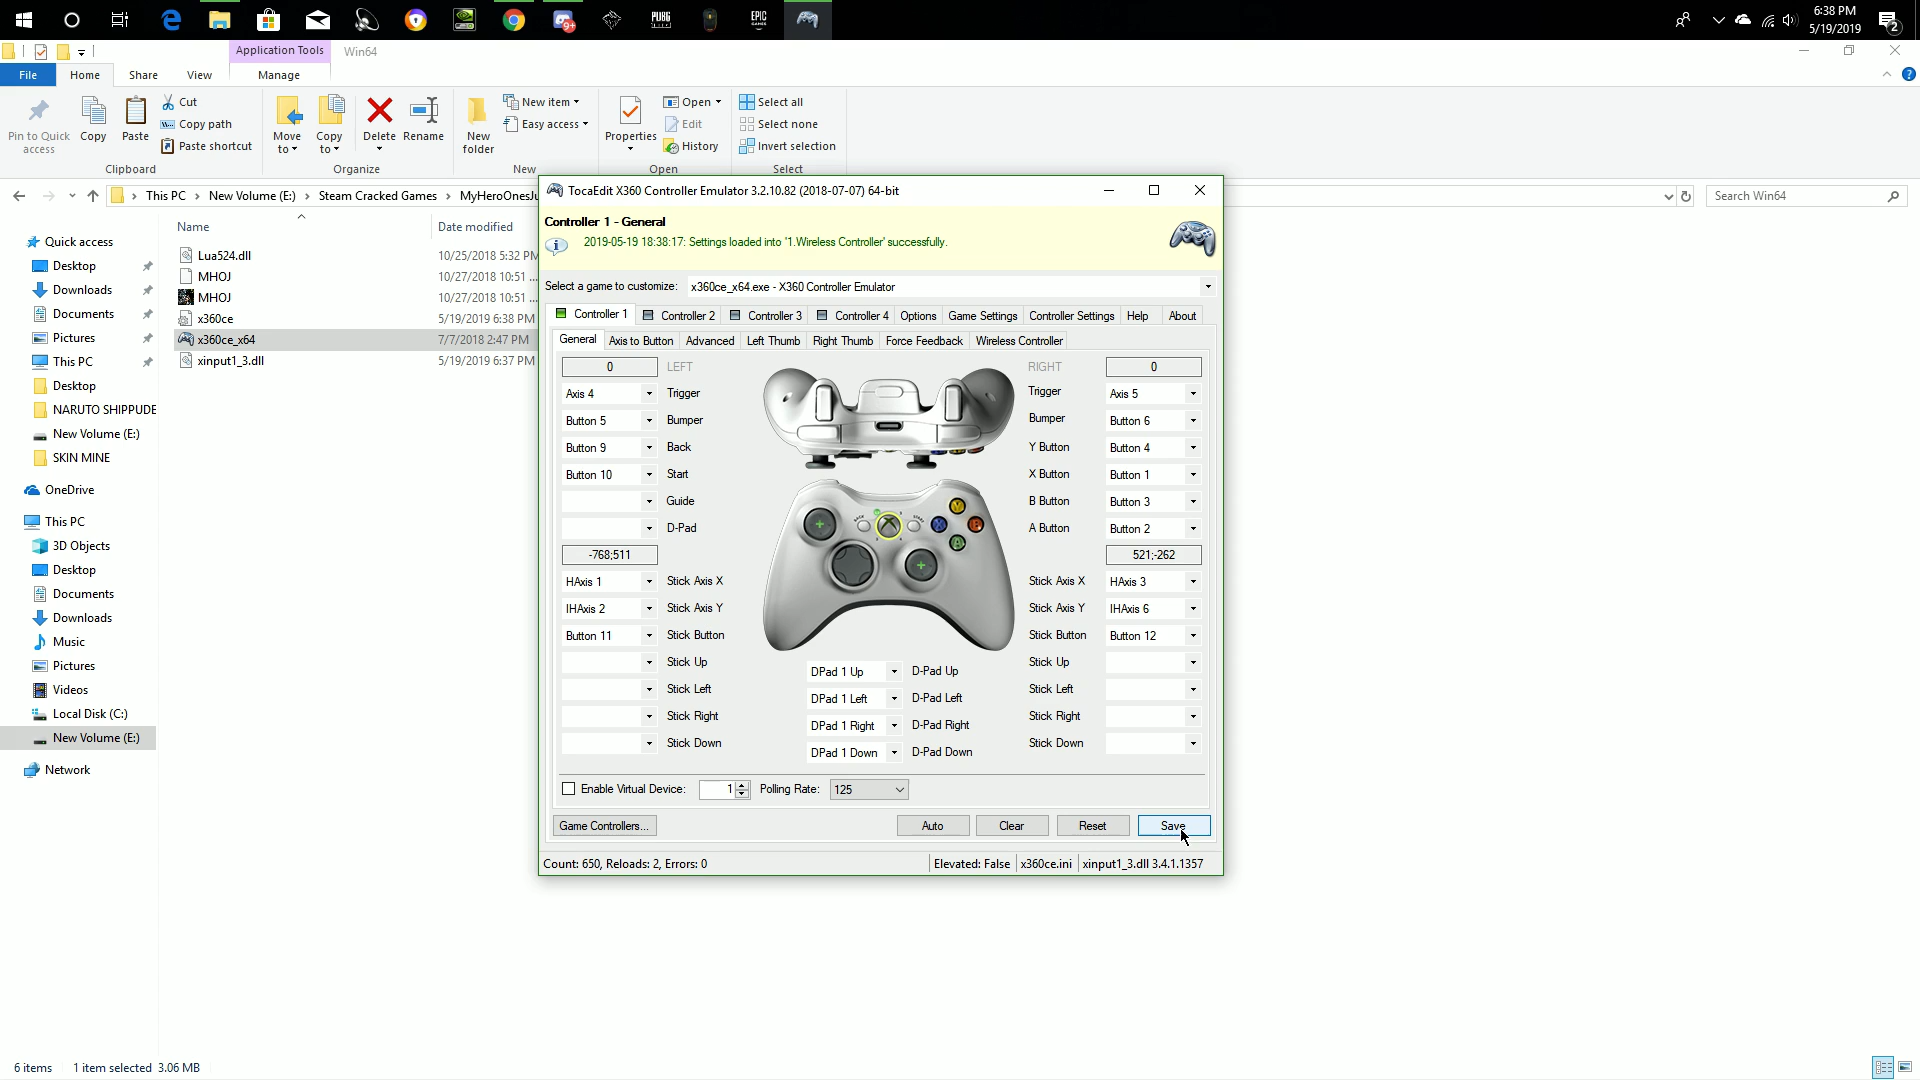 PUBG
EPIC
GAMES
9+
6:38 PM
5/19/2019
2
Application Tools
Win64
File
Home
Share
View
Manage
Pin to Quick access
Copy
Paste
Cut
Copy path
Paste shortcut
Move to
Copy to
Delete
Rename
New folder
New item
Easy access
Properties
Open
Edit
History
Select all
Select none
Invert selection
Clipboard
Organize
New
Open
Select
This PC
New Volume (E:)
Steam Cracked Games
MyHeroOnesJu
Search Win64
Name
Date modified
Lua524.dll 10/25/2018 5:32 PM
MHOJ 10/27/2018 10:51 ...
MHOJ 10/27/2018 10:51 ...
x360ce 5/19/2019 6:38 PM
x360ce_x64 7/7/2018 2:47 PM
xinput1_3.dll 5/19/2019 6:37 PM
Quick access
Desktop
Downloads
Documents
Pictures
This PC
Desktop
NARUTO SHIPPUDE
New Volume (E:)
SKIN MINE
OneDrive
This PC
3D Objects
Desktop
Documents
Downloads
Music
Pictures
Videos
Local Disk (C:)
New Volume (E:)
Network
TocaEdit X360 Controller Emulator 3.2.10.82 (2018-07-07) 64-bit
Controller 1 - General
2019-05-19 18:38:17: Settings loaded into '1.Wireless Controller' successfully.
Select a game to customize: x360ce_x64.exe - X360 Controller Emulator
Controller 1 Controller 2 Controller 3 Controller 4 Options Game Settings Controller Settings Help About
General Axis to Button Advanced Left Thumb Right Thumb Force Feedback Wireless Controller
0 LEFT
Axis 4 Trigger
Button 5 Bumper
Button 9 Back
Button 10 Start
Guide
D-Pad
-768;511
HAxis 1 Stick Axis X
IHAxis 2 Stick Axis Y
Button 11 Stick Button
Stick Up
Stick Left
Stick Right
Stick Down
Y
X
B
A
BACK
START
DPad 1 Up D-Pad Up
DPad 1 Left D-Pad Left
DPad 1 Right D-Pad Right
DPad 1 Down D-Pad Down
RIGHT 0
Trigger Axis 5
Bumper Button 6
Y Button Button 4
X Button Button 1
B Button Button 3
A Button Button 2
521;-262
Stick Axis X HAxis 3
Stick Axis Y IHAxis 6
Stick Button Button 12
Stick Up
Stick Left
Stick Right
Stick Down
Enable Virtual Device: 1 Polling Rate: 125
Game Controllers... Auto Clear Reset Save
Count: 650, Reloads: 2, Errors: 0 Elevated: False x360ce.ini xinput1_3.dll 3.4.1.1357
6 items 1 item selected 3.06 MB